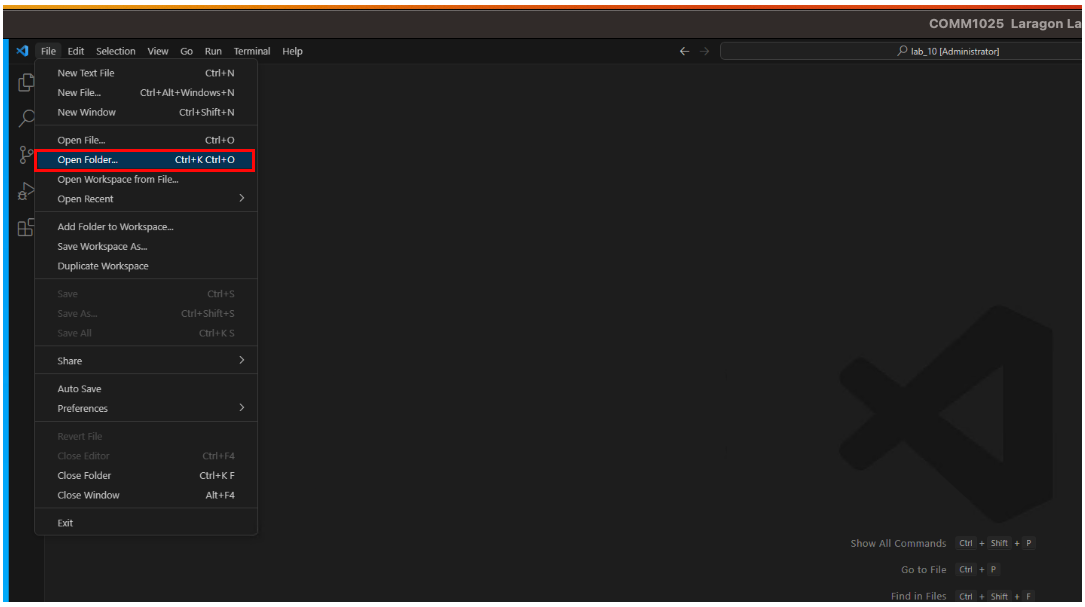 COMM1025 Laragon La
File Edit Selection View Go Run Terminal Help
lab_10 [Administrator]
New Text File Ctrl+N
New File... Ctrl+Alt+Windows+N
New Window Ctrl+Shift+N
Open File... Ctrl+O
Open Folder... Ctrl+K Ctrl+O
Open Workspace from File...
Open Recent
Add Folder to Workspace...
Save Workspace As...
Duplicate Workspace
Save Ctrl+S
Save As... Ctrl+Shift+S
Save All Ctrl+K S
Share
Auto Save
Preferences
Revert File
Close Editor Ctrl+F4
Close Folder Ctrl+K F
Close Window Alt+F4
Exit
Show All Commands Ctrl + Shift + P
Go to File Ctrl + P
Find in Files Ctrl + Shift + F